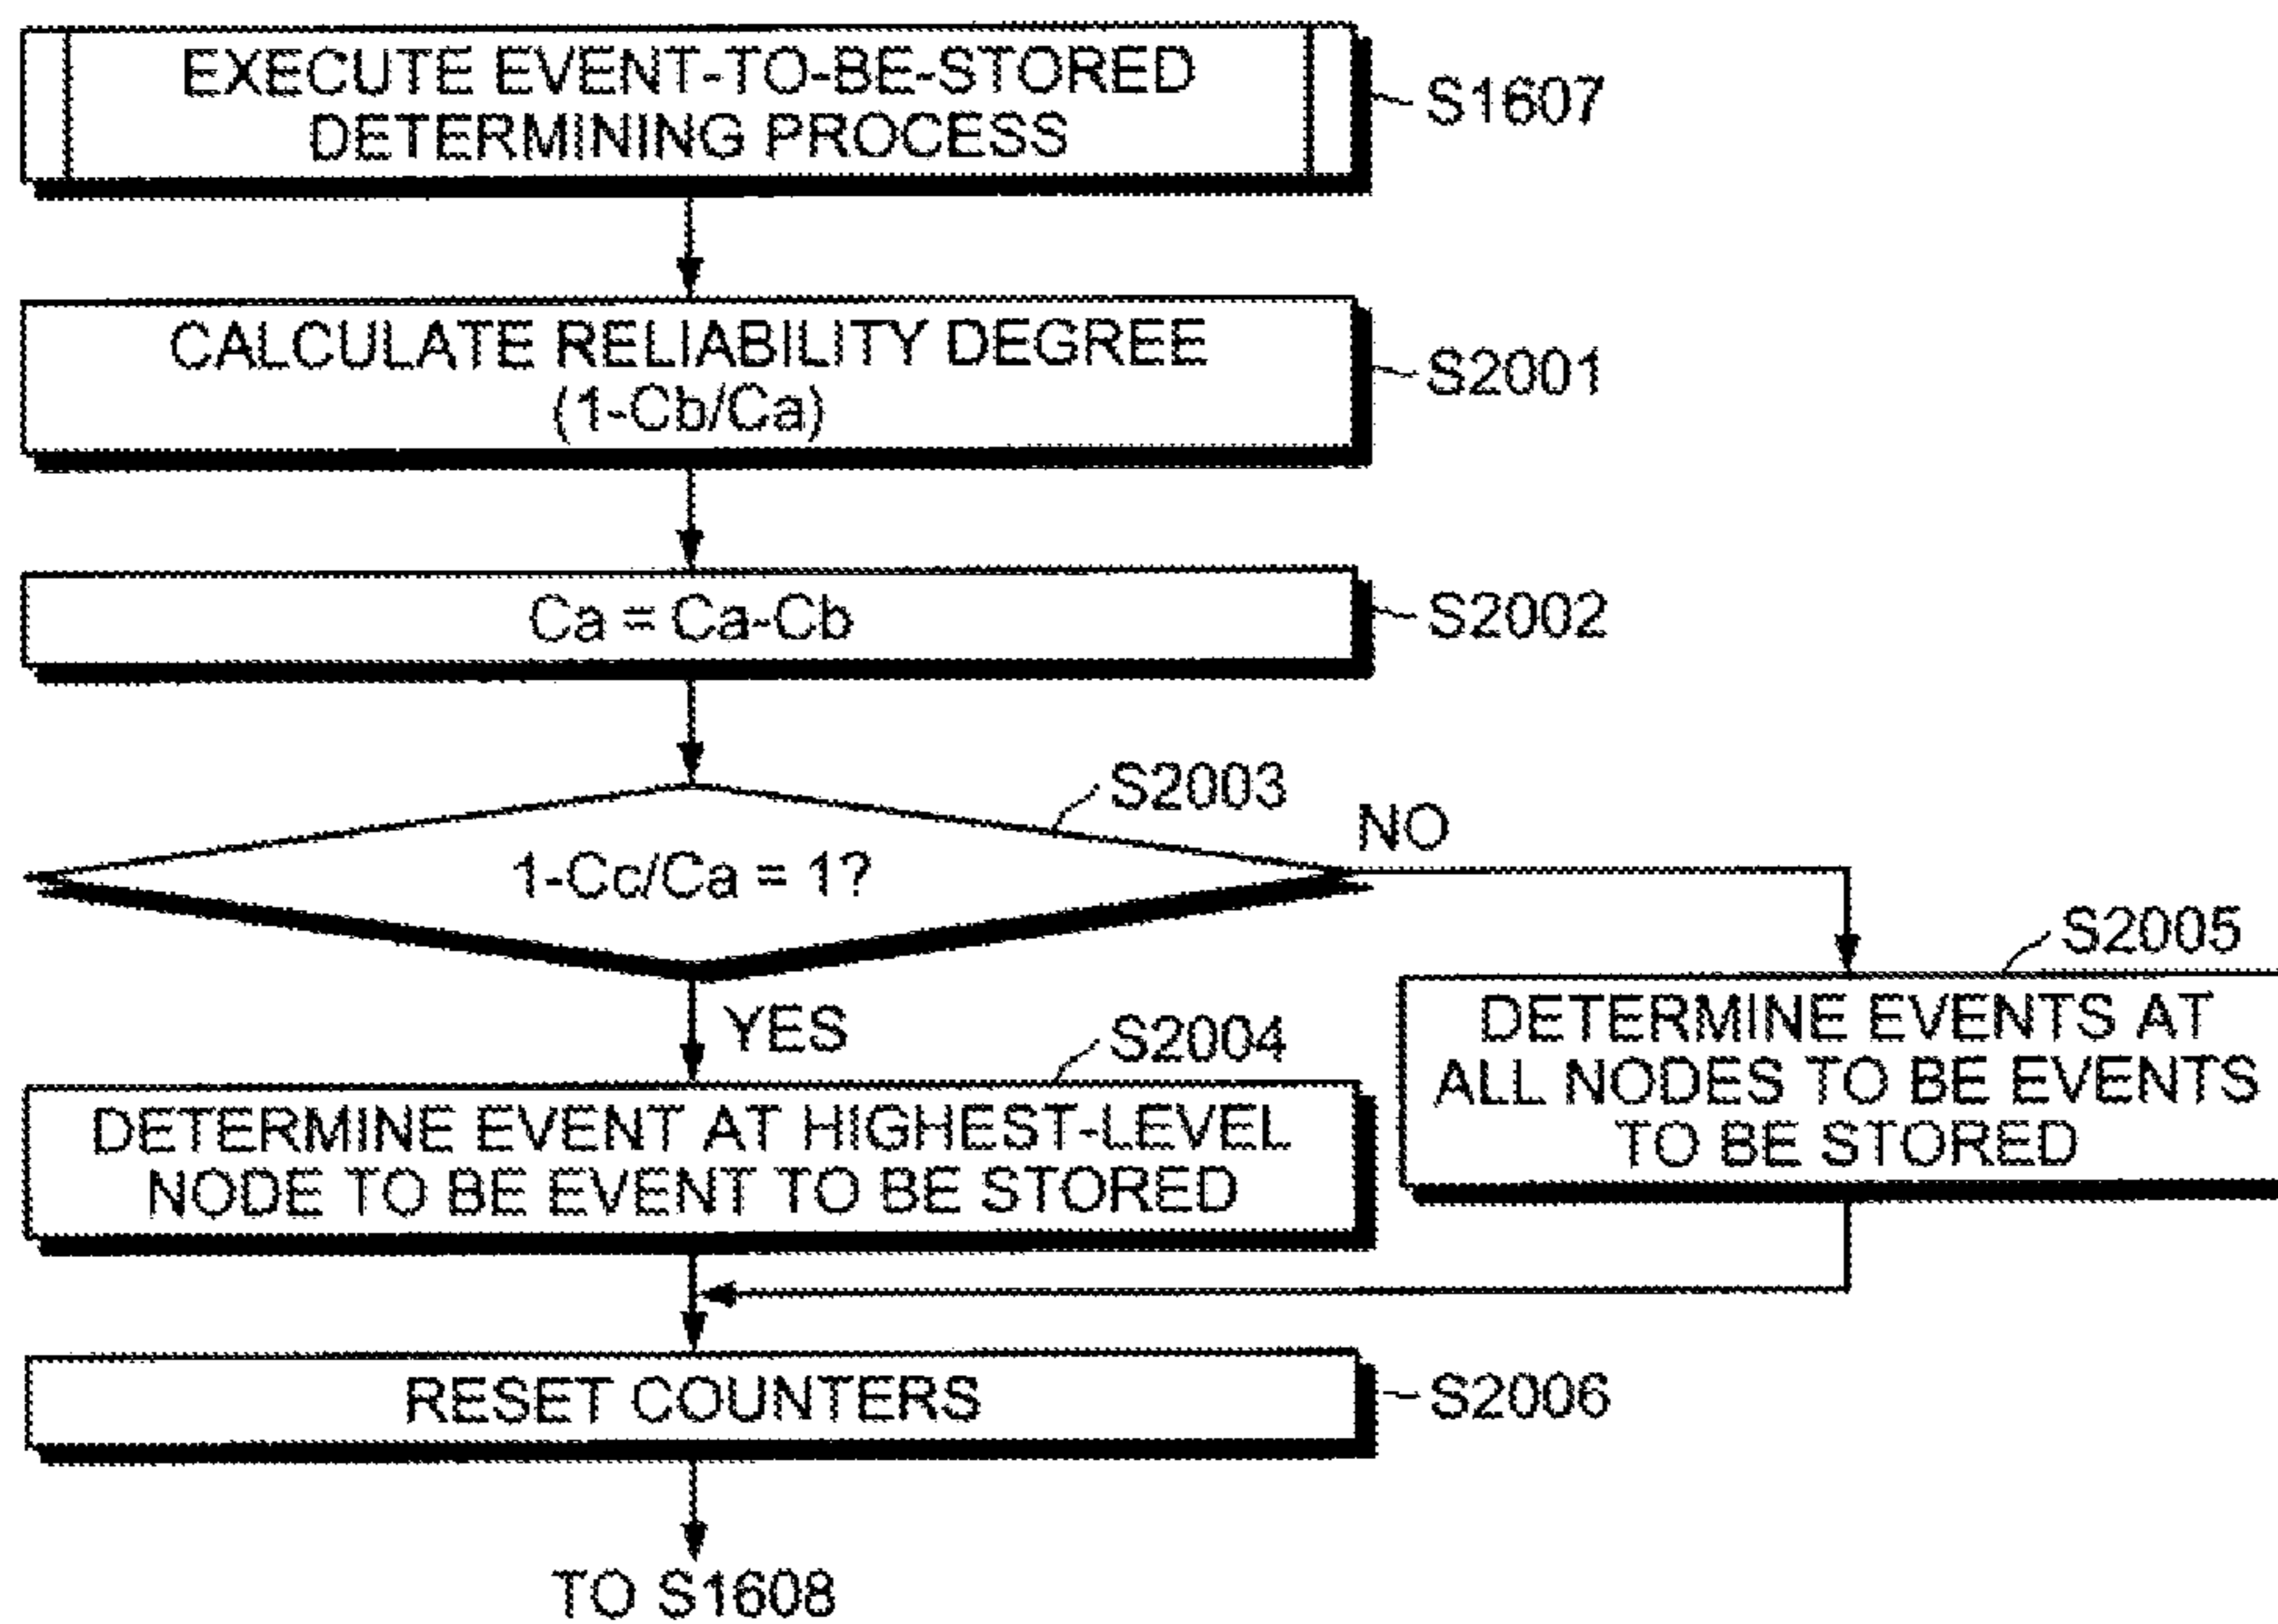 EXECUTE EVENT-TO-BE-STORED
DETERMINING PROCESS
S1607
CALCULATE RELIABILITY DEGREE
(1-Cb/Ca)
S2001
Ca = Ca-Cb
S2002
S2003
1-Cc/Ca = 1?
NO
YES
S2005
DETERMINE EVENTS AT
ALL NODES TO BE EVENTS
TO BE STORED
S2004
DETERMINE EVENT AT HIGHEST-LEVEL
NODE TO BE EVENT TO BE STORED
RESET COUNTERS
S2006
TO S1608